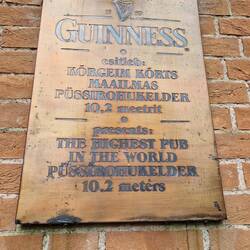 GUINNESS
esitleb:
KÕRGEIM KÕRTS
MAAILMAS
PÜSSIROHUKELDER
10,2 meetrit
presents:
THE HIGHEST PUB
IN THE WORLD
PÜSSIROHUKELDER
10.2 metérs